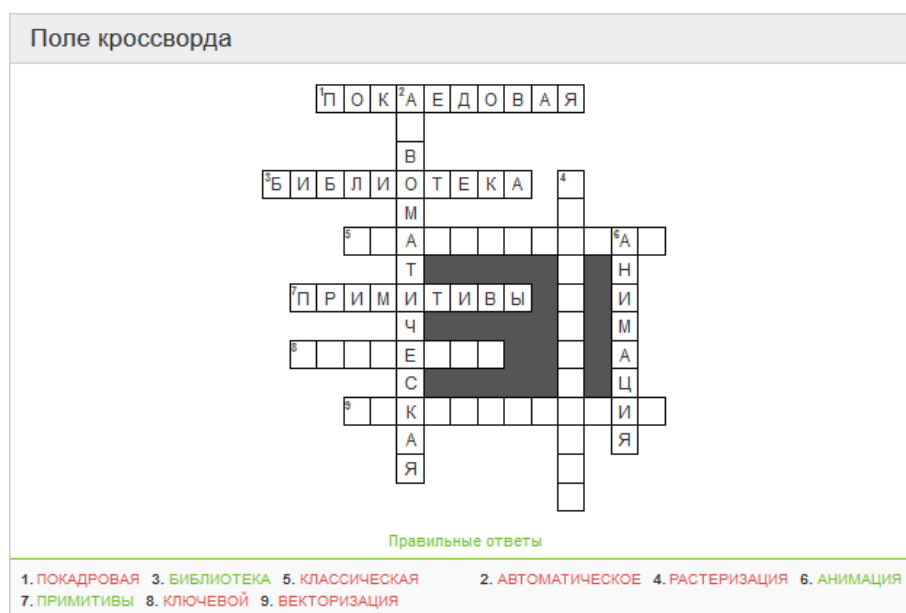 Поле кроссворда
1П О К 2А Е Д О В А Я
В
3Б И Б Л И О Т Е К А 4
М
5 А 6А
Т Н
7П Р И М И Т И В Ы И
Ч М
8 Е А
С Ц
9 К И
А Я
Я
Правильные ответы
1. ПОКАДРОВАЯ 3. БИБЛИОТЕКА 5. КЛАССИЧЕСКАЯ 2. АВТОМАТИЧЕСКОЕ 4. РАСТЕРИЗАЦИЯ 6. АНИМАЦИЯ
7. ПРИМИТИВЫ 8. КЛЮЧЕВОЙ 9. ВЕКТОРИЗАЦИЯ